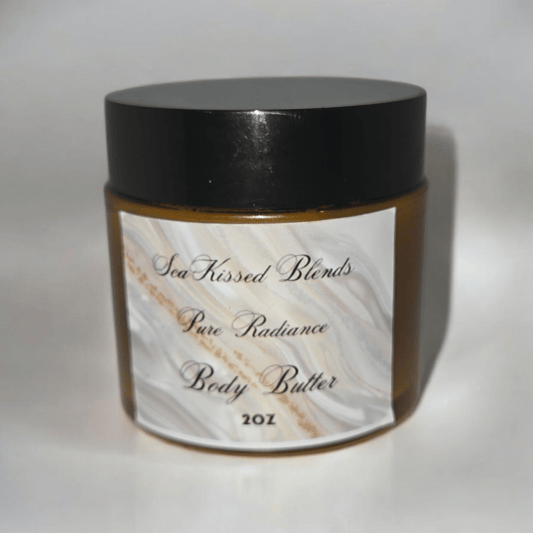 SeaKissed Blends
Pure Radiance
Body Butter
2OZ